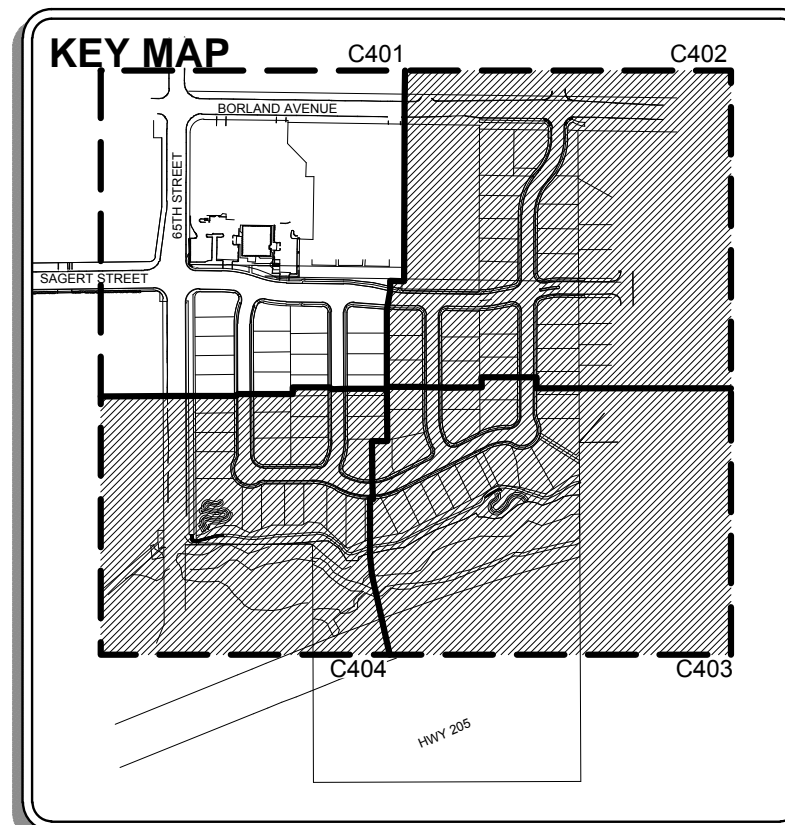 KEY MAP
C401
C402
BORLAND AVENUE
65TH STREET
SAGERT STREET
C404
C403
HWY 205